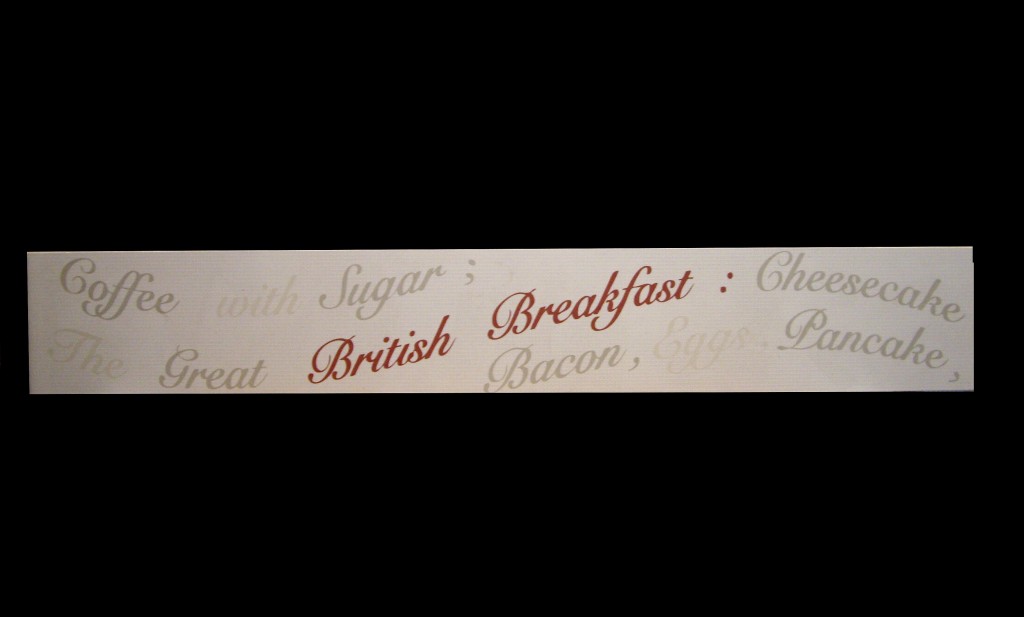 Coffee with Sugar ;
The Great British Breakfast : Cheesecake
Bacon, Eggs, Pancake,